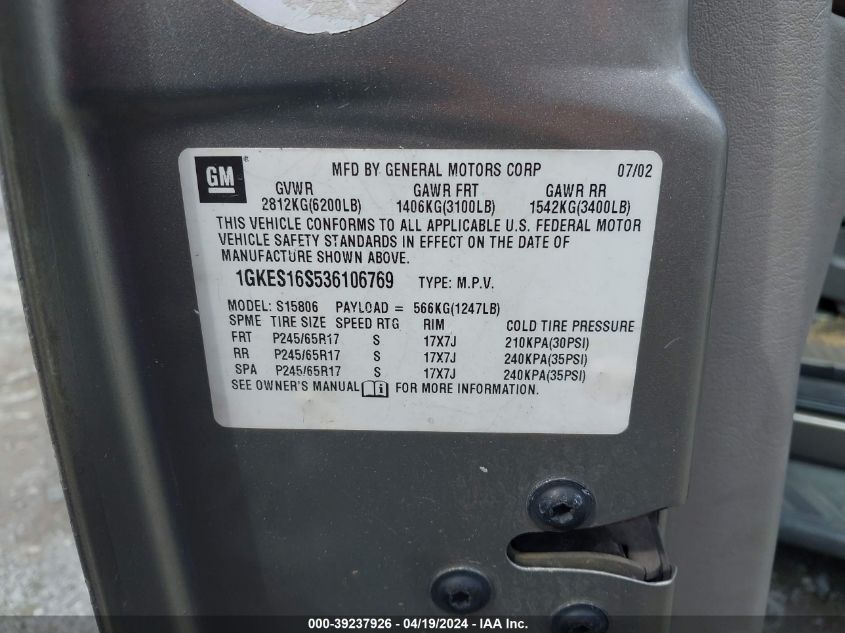 GM
®
MFD BY GENERAL MOTORS CORP 07/02
GVWR GAWR FRT GAWR RR
2812KG(6200LB) 1406KG(3100LB) 1542KG(3400LB)
THIS VEHICLE CONFORMS TO ALL APPLICABLE U.S. FEDERAL MOTOR
VEHICLE SAFETY STANDARDS IN EFFECT ON THE DATE OF
MANUFACTURE SHOWN ABOVE.
1GKES16S536106769 TYPE: M.P.V.
MODEL: S15806 PAYLOAD = 566KG(1247LB)
SPME TIRE SIZE SPEED RTG RIM COLD TIRE PRESSURE
FRT P245/65R17 S 17X7J 210KPA(30PSI)
RR P245/65R17 S 17X7J 240KPA(35PSI)
SPA P245/65R17 S 17X7J 240KPA(35PSI)
SEE OWNER'S MANUAL FOR MORE INFORMATION.
000-39237926 - 04/19/2024 - IAA Inc.